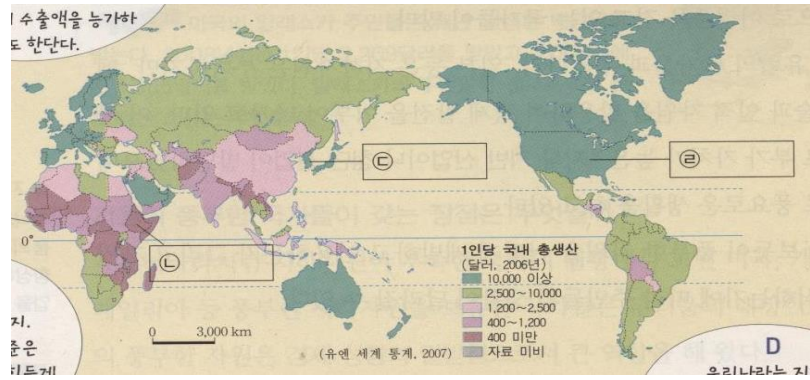 수출액을 능가하
도 한단다.
㉢
㉣
㉡
0°
1인당 국내 총생산
(달러, 2006년)
10,000 이상
2,500~10,000
1,200~2,500
400~1,200
400 미만
자료 미비
0 3,000 km
(유엔 세계 통계, 2007)
지.
준은
D
우리나라는 지